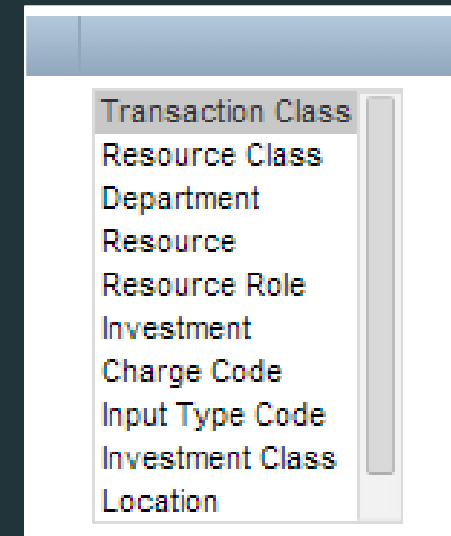 Transaction Class
Resource Class
Department
Resource
Resource Role
Investment
Charge Code
Input Type Code
Investment Class
Location